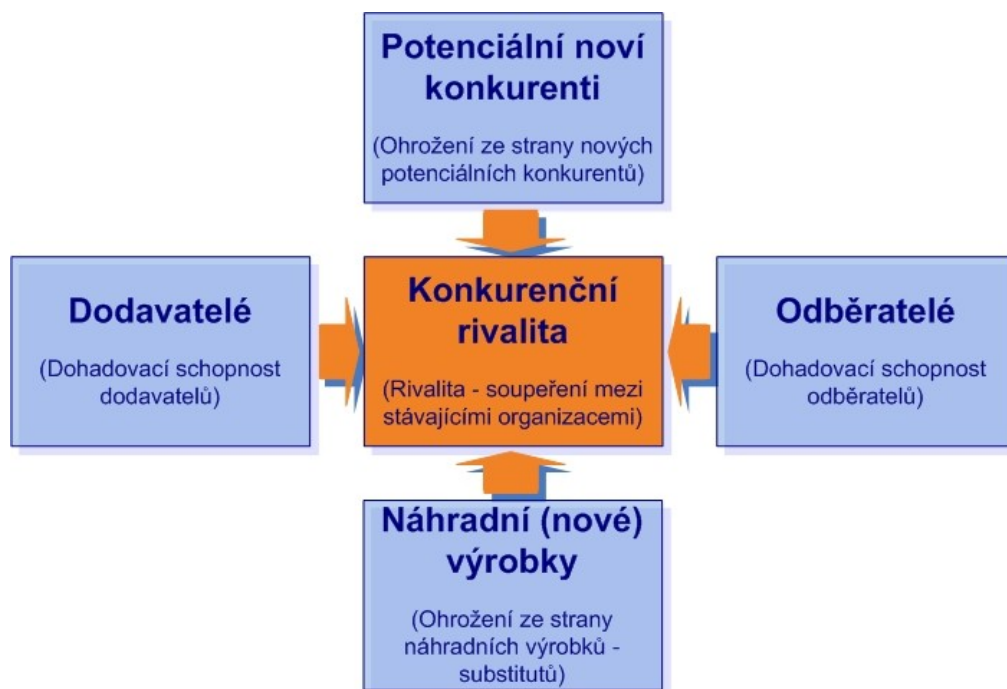 Potenciální noví
konkurenti
(Ohrožení ze strany nových
potenciálních konkurentů)
Dodavatelé
(Dohadovací schopnost
dodavatelů)
Konkurenční
rivalita
(Rivalita - soupeření mezi
stávajícími organizacemi)
Odběratelé
(Dohadovací schopnost
odběratelů)
Náhradní (nové)
výrobky
(Ohrožení ze strany
náhradních výrobků -
substitutů)